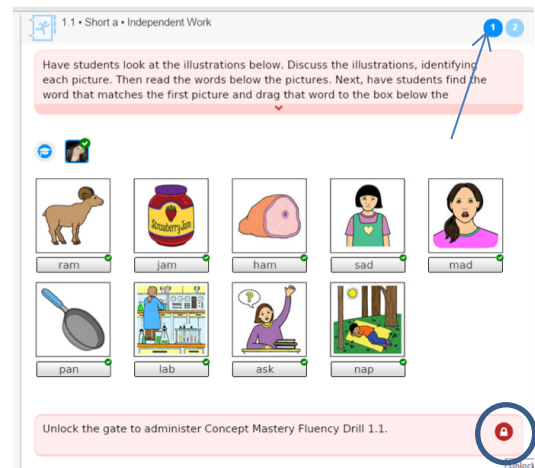 1.1 • Short a • Independent Work
1 2
Have students look at the illustrations below. Discuss the illustrations, identifying
each picture. Then read the words below the pictures. Next, have students find the
word that matches the first picture and drag that word to the box below the
Strawberry Jam
ram jam ham sad mad
?
pan lab ask nap
Unlock the gate to administer Concept Mastery Fluency Drill 1.1.
Unlock